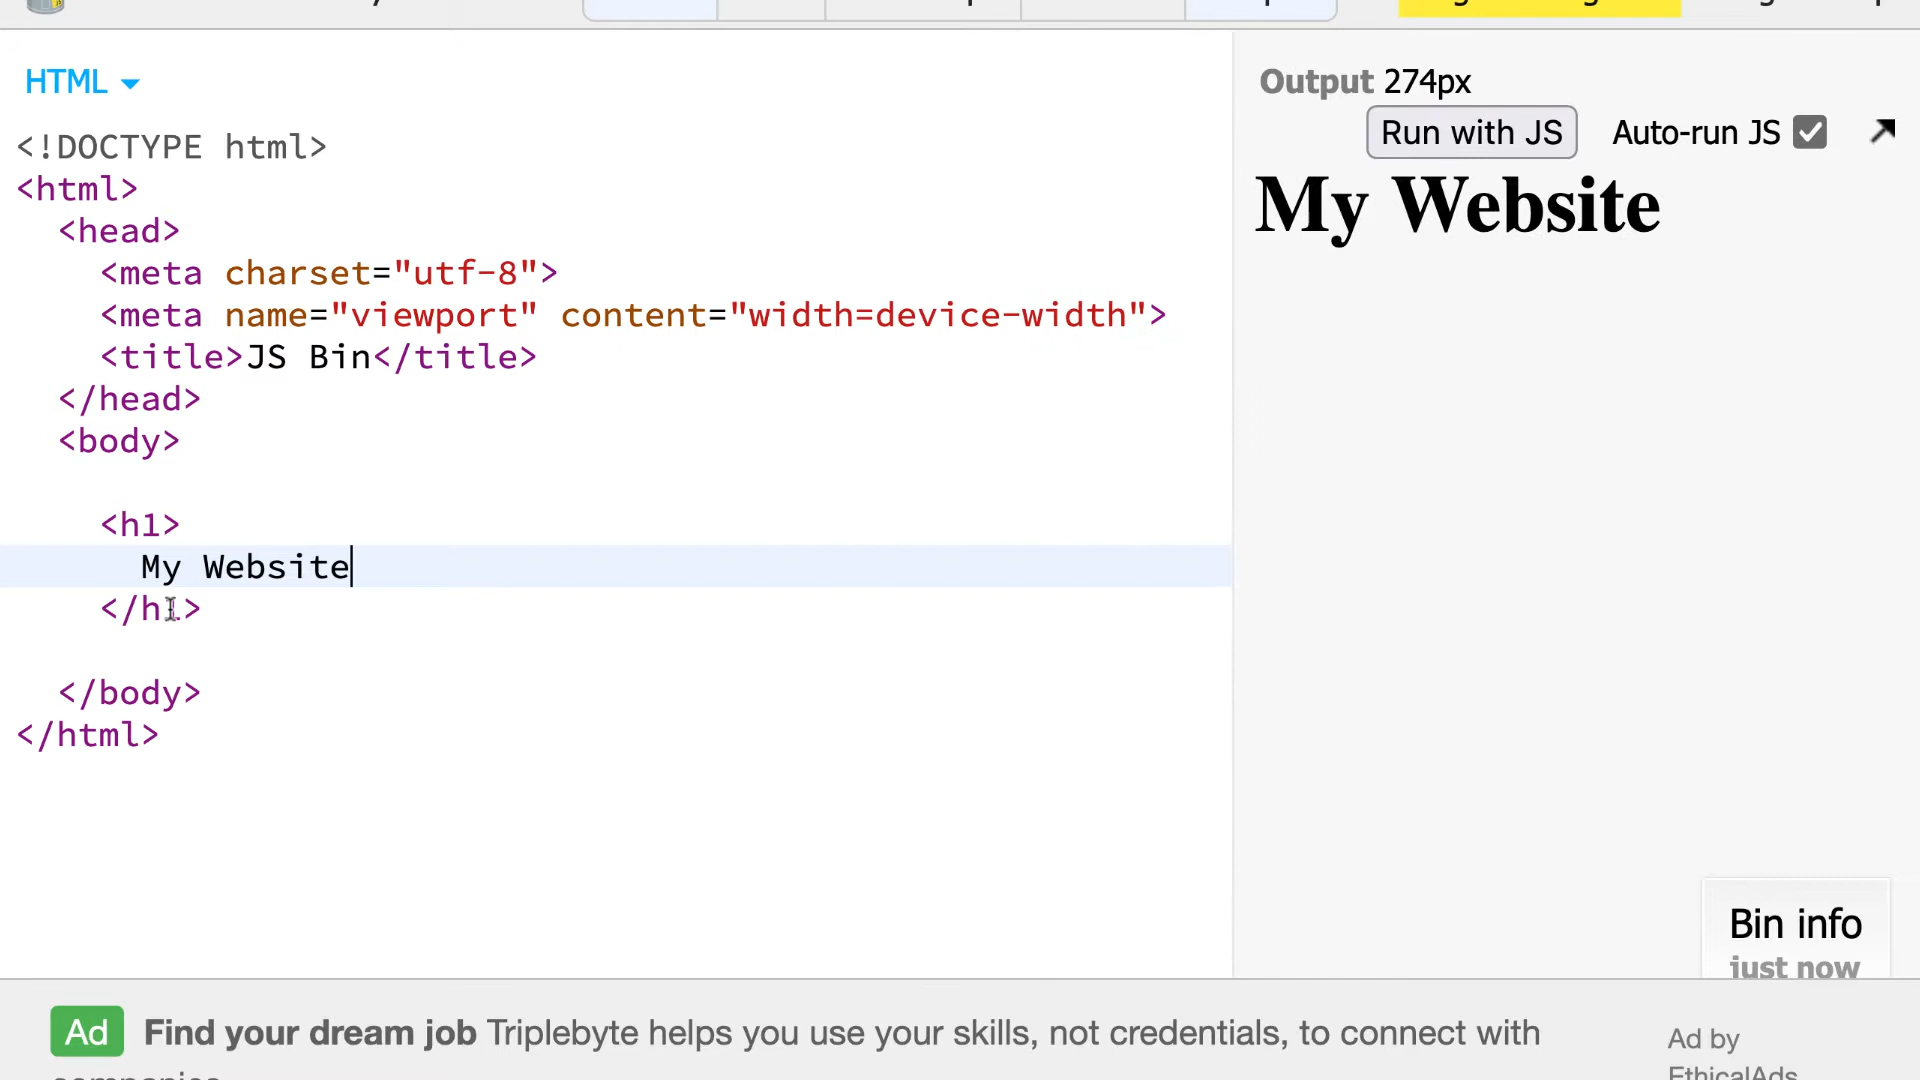 HTML
<!DOCTYPE html>
<html>
<head>
<meta charset="utf-8">
<meta name="viewport" content="width=device-width">
<title>JS Bin</title>
</head>
<body>
<h1>
My Website
</h1>
</body>
</html>
Output 274px
Run with JS
Auto-run JS
My Website
Bin info
just now
Ad Find your dream job Triplebyte helps you use your skills, not credentials, to connect with
Ad by
EthicalAds